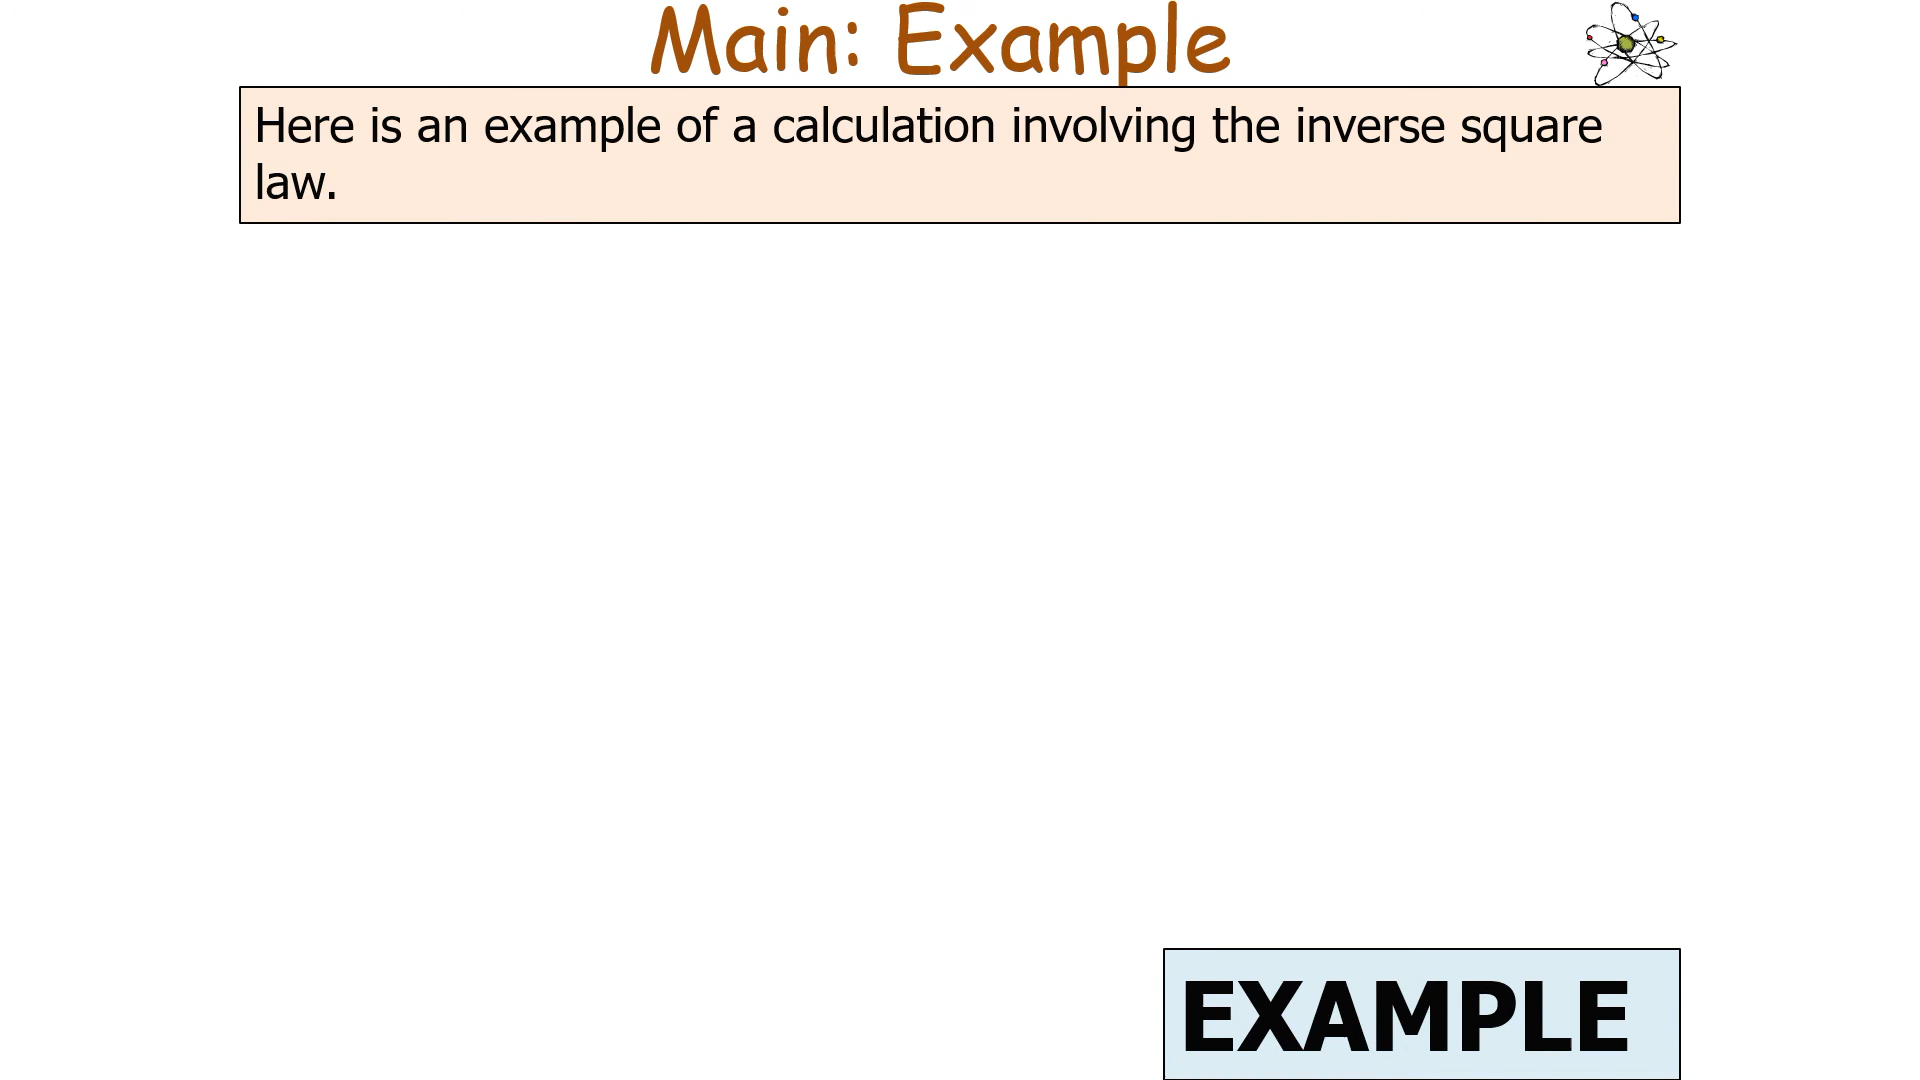 Main: Example
Here is an example of a calculation involving the inverse square
law.
EXAMPLE